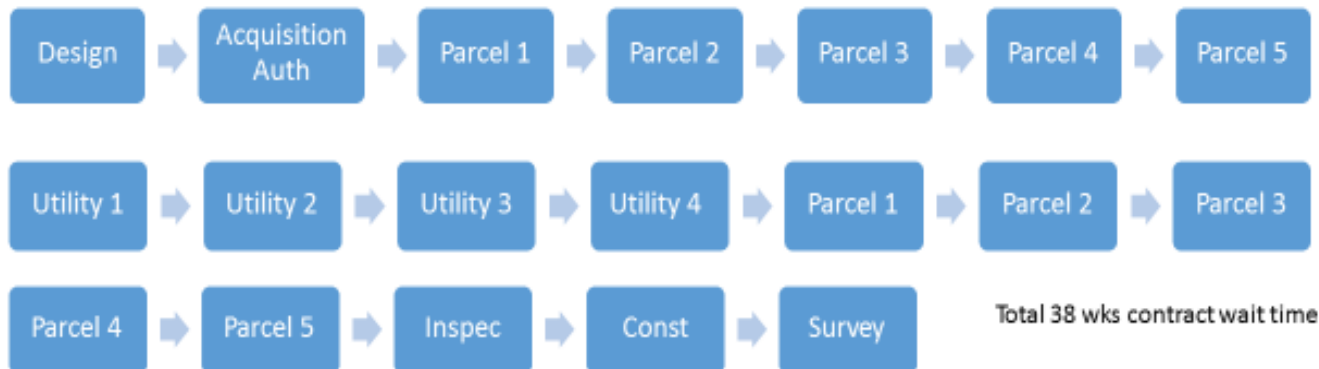 Design
Acquisition
Auth
Parcel 1
Parcel 2
Parcel 3
Parcel 4
Parcel 5
Utility 1
Utility 2
Utility 3
Utility 4
Parcel 1
Parcel 2
Parcel 3
Parcel 4
Parcel 5
Inspec
Const
Survey
Total 38 wks contract wait time